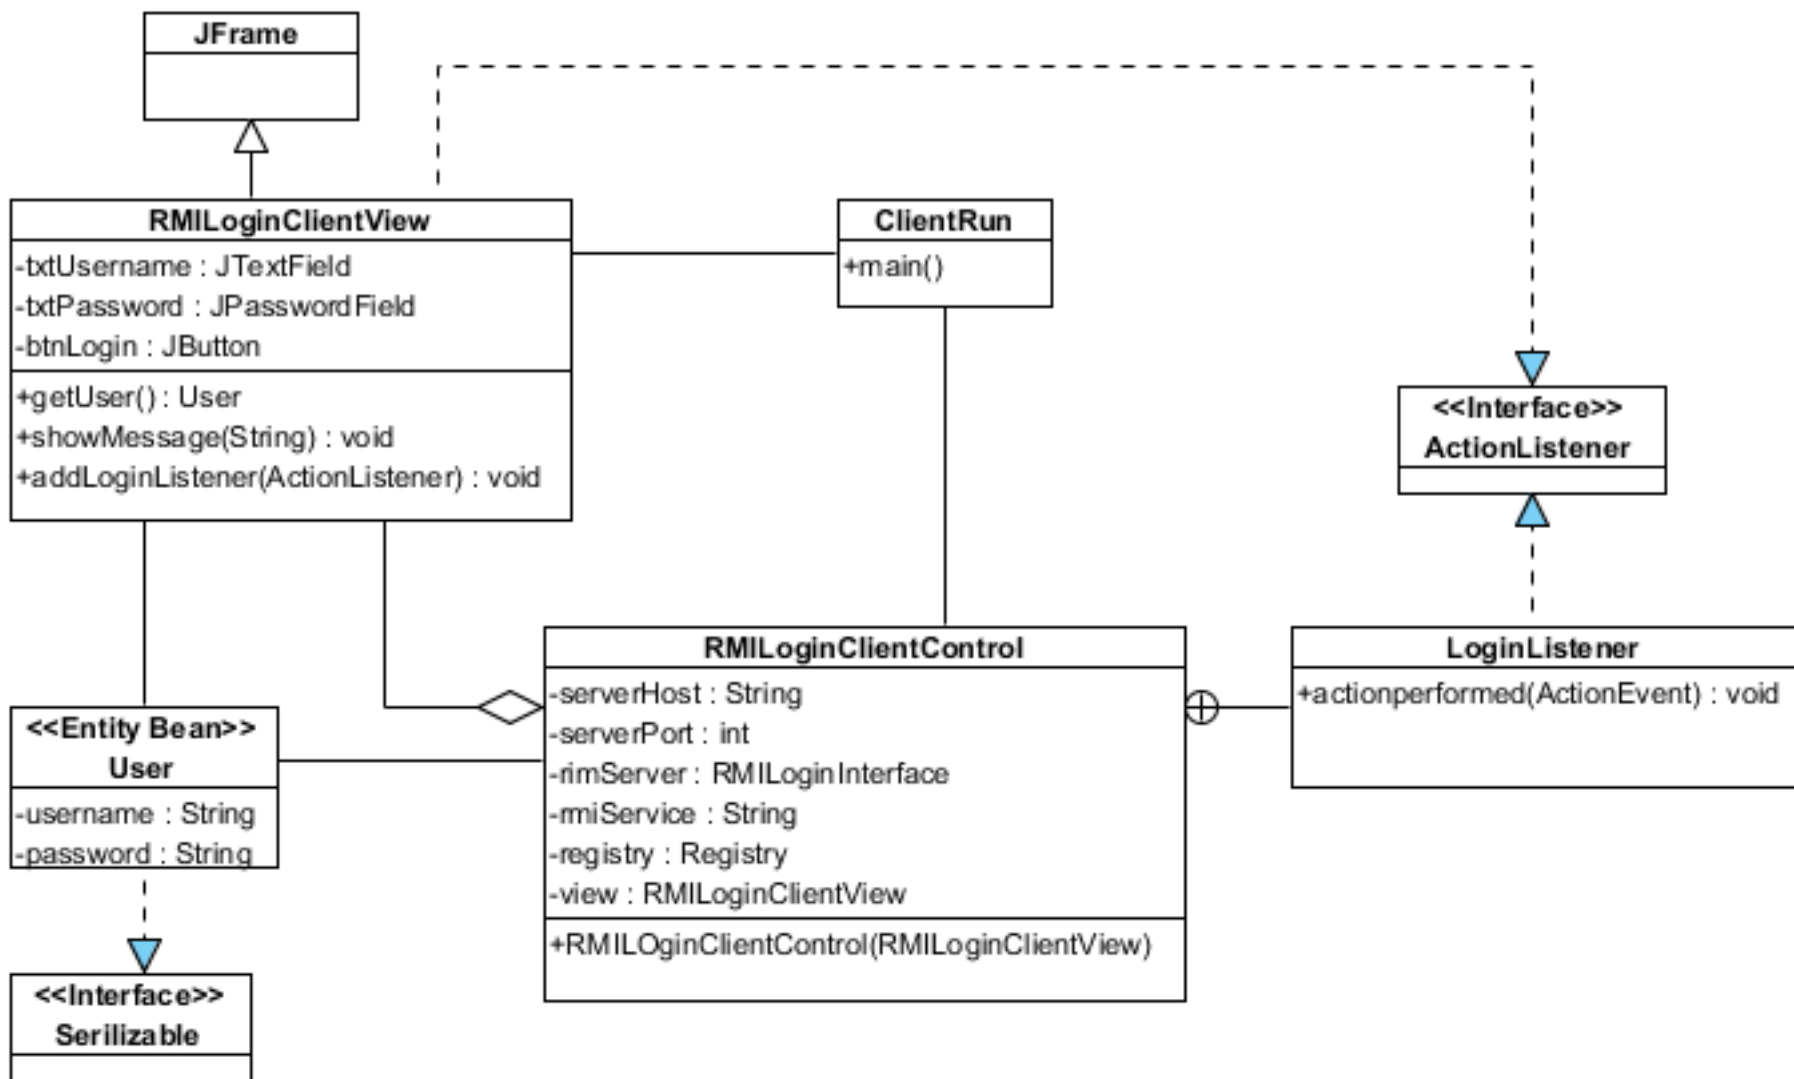 JFrame
RMILoginClientView
-txtUsername : JTextField
-txtPassword : JPasswordField
-btnLogin : JButton
+getUser() : User
+showMessage(String) : void
+addLoginListener(ActionListener) : void
ClientRun
+main()
<<Interface>>
ActionListener
RMILoginClientControl
-serverHost : String
-serverPort : int
-rimServer : RMILoginInterface
-rmiService : String
-registry : Registry
-view : RMILoginClientView
+RMILOginClientControl(RMILoginClientView)
LoginListener
+actionperformed(ActionEvent) : void
<<Entity Bean>>
User
-username : String
-password : String
<<Interface>>
Serilizable